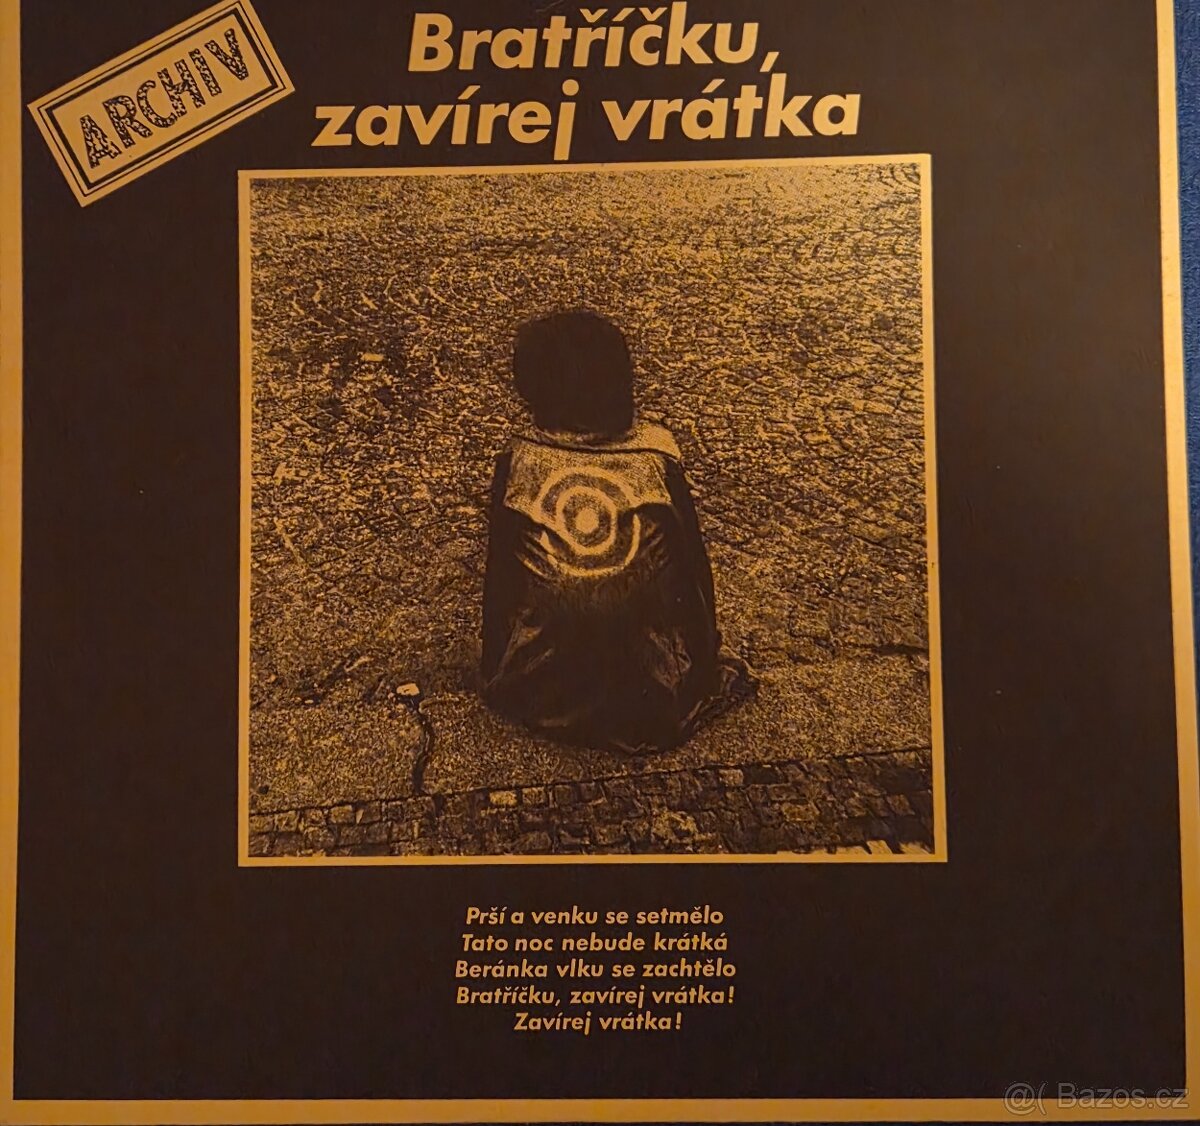 ARCHIV
Bratříčku,
zavírej vrátka
Prší a venku se setmělo
Tato noc nebude krátká
Beránka vlku se zachtělo
Bratříčku, zavírej vrátka!
Zavírej vrátka!
@( Bazos.cz